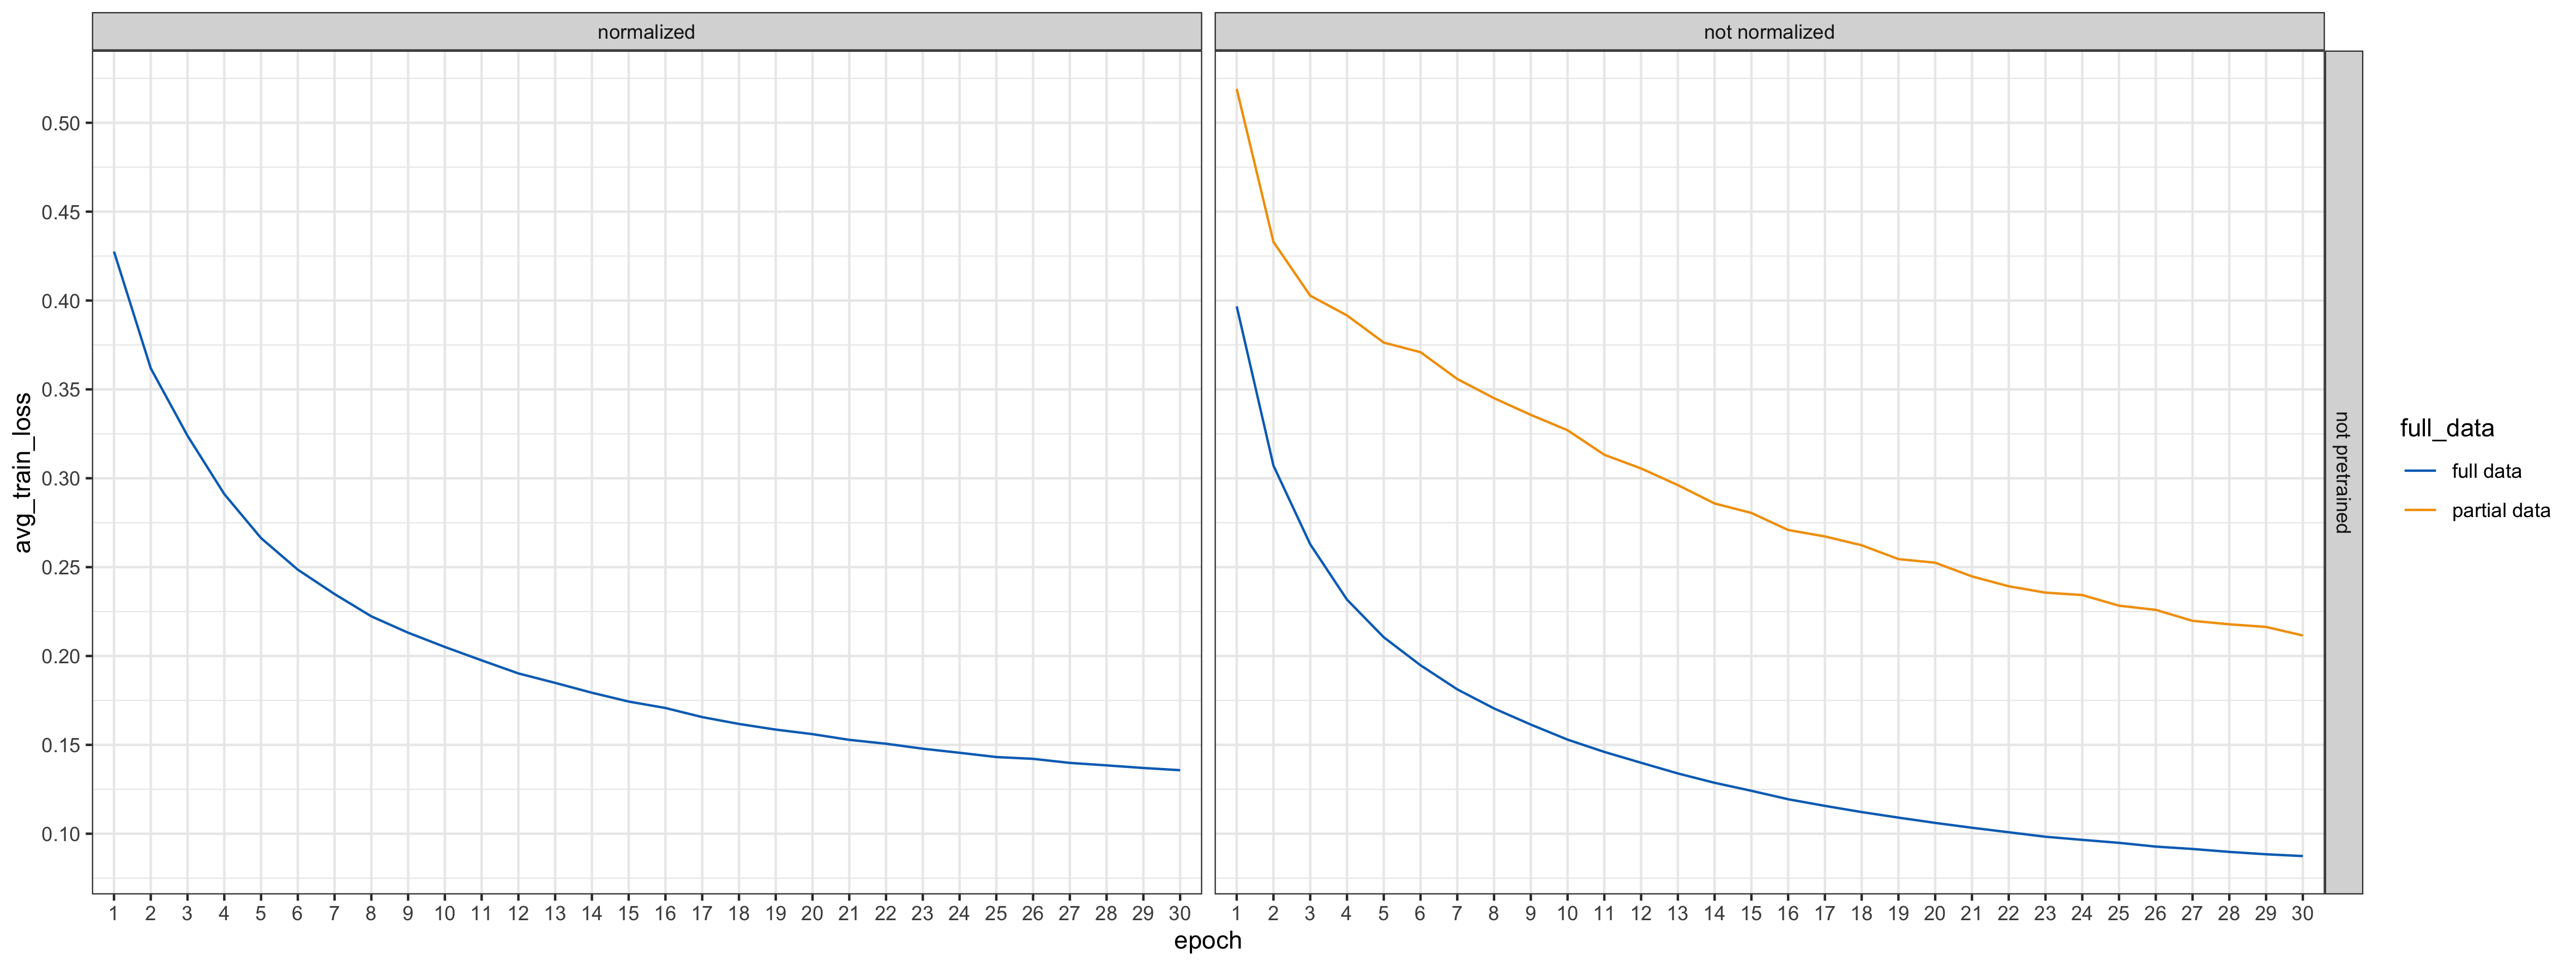 normalized
not normalized
0.50
0.45
0.40
0.35
0.30
0.25
0.20
0.15
0.10
avg_train_loss
not pretrained
full_data
full data
partial data
1 2 3 4 5 6 7 8 9 10 11 12 13 14 15 16 17 18 19 20 21 22 23 24 25 26 27 28 29 30
1 2 3 4 5 6 7 8 9 10 11 12 13 14 15 16 17 18 19 20 21 22 23 24 25 26 27 28 29 30
epoch